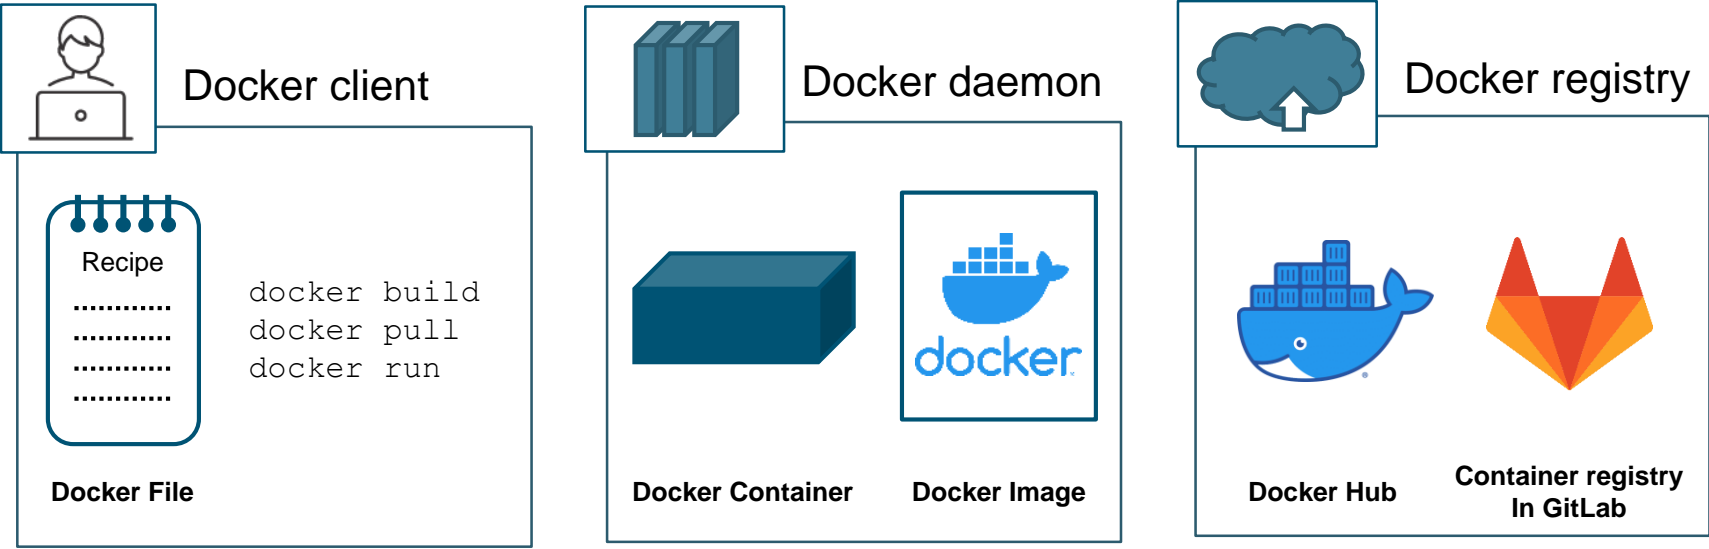 Docker client
Recipe
docker build
docker pull
docker run
Docker File
Docker daemon
docker
Docker Container
Docker Image
Docker registry
Docker Hub
Container registry
In GitLab